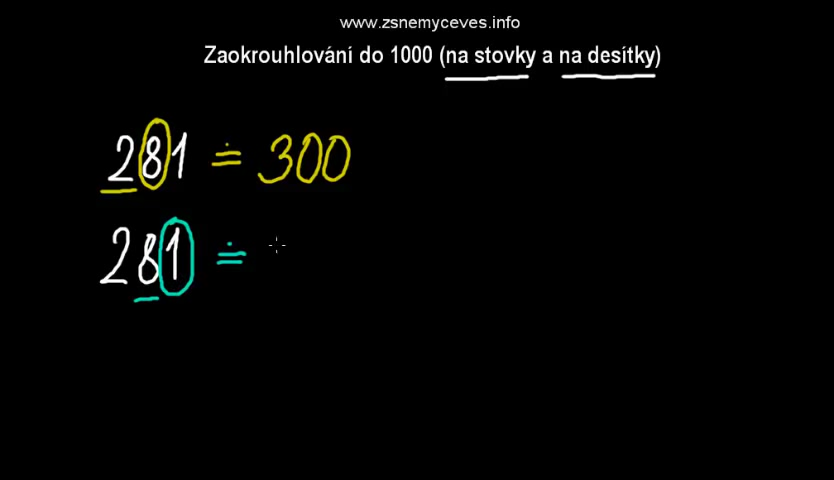 www.zsnemyceves.info
Zaokrouhlování do 1000 (na stovky a na desítky)
281 ≐ 300
281 ≐